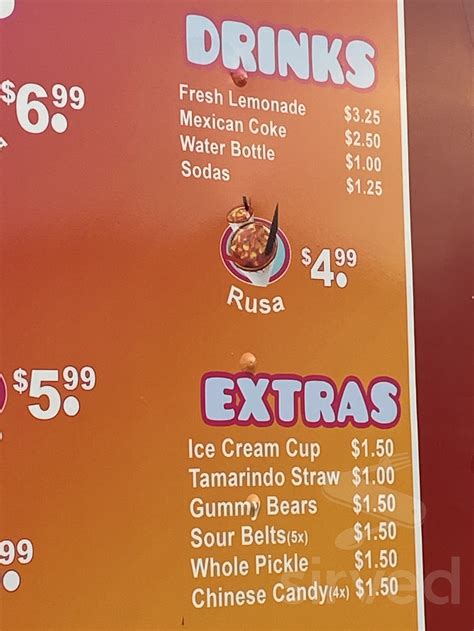 $6.99
a
$5.99
99
DRINKS
Fresh Lemonade $3.25
Mexican Coke $2.50
Water Bottle $1.00
Sodas $1.25
$4.99
Rusa
EXTRAS
Ice Cream Cup $1.50
Tamarindo Straw $1.00
Gummy Bears $1.50
Sour Belts(5x) $1.50
Whole Pickle $1.50
Chinese Candy(4x) $1.50
sirved